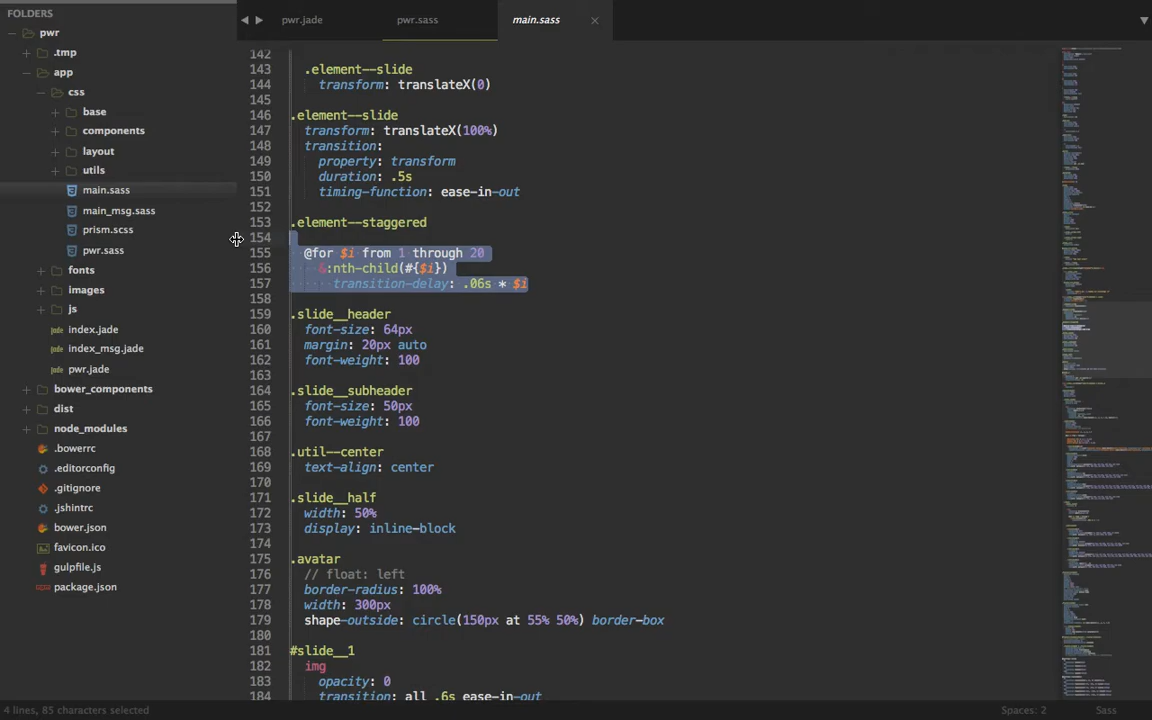 FOLDERS
pwr
.tmp
app
css
base
components
layout
utils
main.sass
main_msg.sass
prism.scss
pwr.sass
fonts
images
js
index.jade
index_msg.jade
pwr.jade
bower_components
dist
node_modules
.bowerrc
.editorconfig
.gitignore
.jshintrc
bower.json
favicon.ico
gulpfile.js
package.json
pwr.jade
pwr.sass
main.sass
142
143 .element--slide
144 transform: translateX(0)
145
146 .element--slide
147 transform: translateX(100%)
148 transition:
149 property: transform
150 duration: .5s
151 timing-function: ease-in-out
152
153 .element--staggered
154
155 @for $i from 1 through 20
156 &:nth-child(#{$i})
157 transition-delay: .06s * $i
158
159 .slide__header
160 font-size: 64px
161 margin: 20px auto
162 font-weight: 100
163
164 .slide__subheader
165 font-size: 50px
166 font-weight: 100
167
168 .util--center
169 text-align: center
170
171 .slide__half
172 width: 50%
173 display: inline-block
174
175 .avatar
176 // float: left
177 border-radius: 100%
178 width: 300px
179 shape-outside: circle(150px at 55% 50%) border-box
180
181 #slide__1
182 img
183 opacity: 0
184 transition: all .6s ease-in-out
4 lines, 85 characters selected
Spaces: 2
Sass